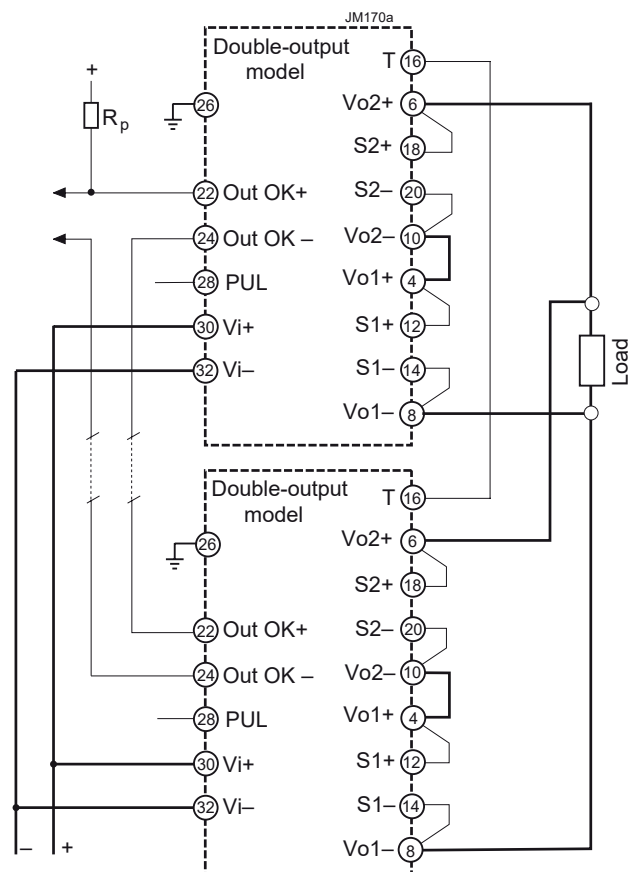 JM170a
Double-output
model
T 16
+
Vo2+ 6
26
Rp
S2+ 18
22 Out OK+
S2– 20
24 Out OK –
Vo2– 10
28 PUL
Vo1+ 4
30 Vi+
S1+ 12
32 Vi–
S1– 14
Load
Vo1– 8
Double-output
model
T 16
Vo2+ 6
26
S2+ 18
22 Out OK+
S2– 20
24 Out OK –
Vo2– 10
28 PUL
Vo1+ 4
30 Vi+
S1+ 12
32 Vi–
S1– 14
– +
Vo1– 8